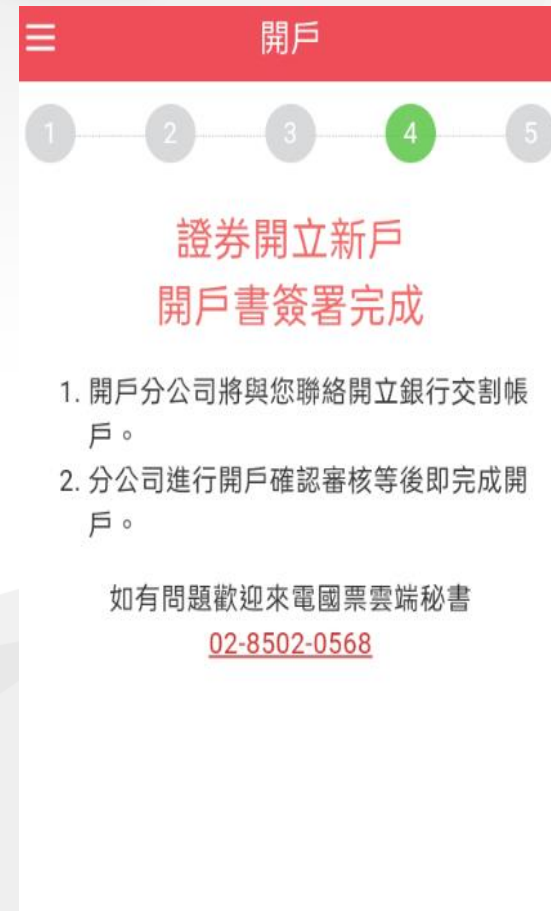 開戶
1 2 3 4 5
證券開立新戶
開戶書簽署完成
1. 開戶分公司將與您聯絡開立銀行交割帳
戶。
2. 分公司進行開戶確認審核等後即完成開
戶。
如有問題歡迎來電國票雲端秘書
02-8502-0568